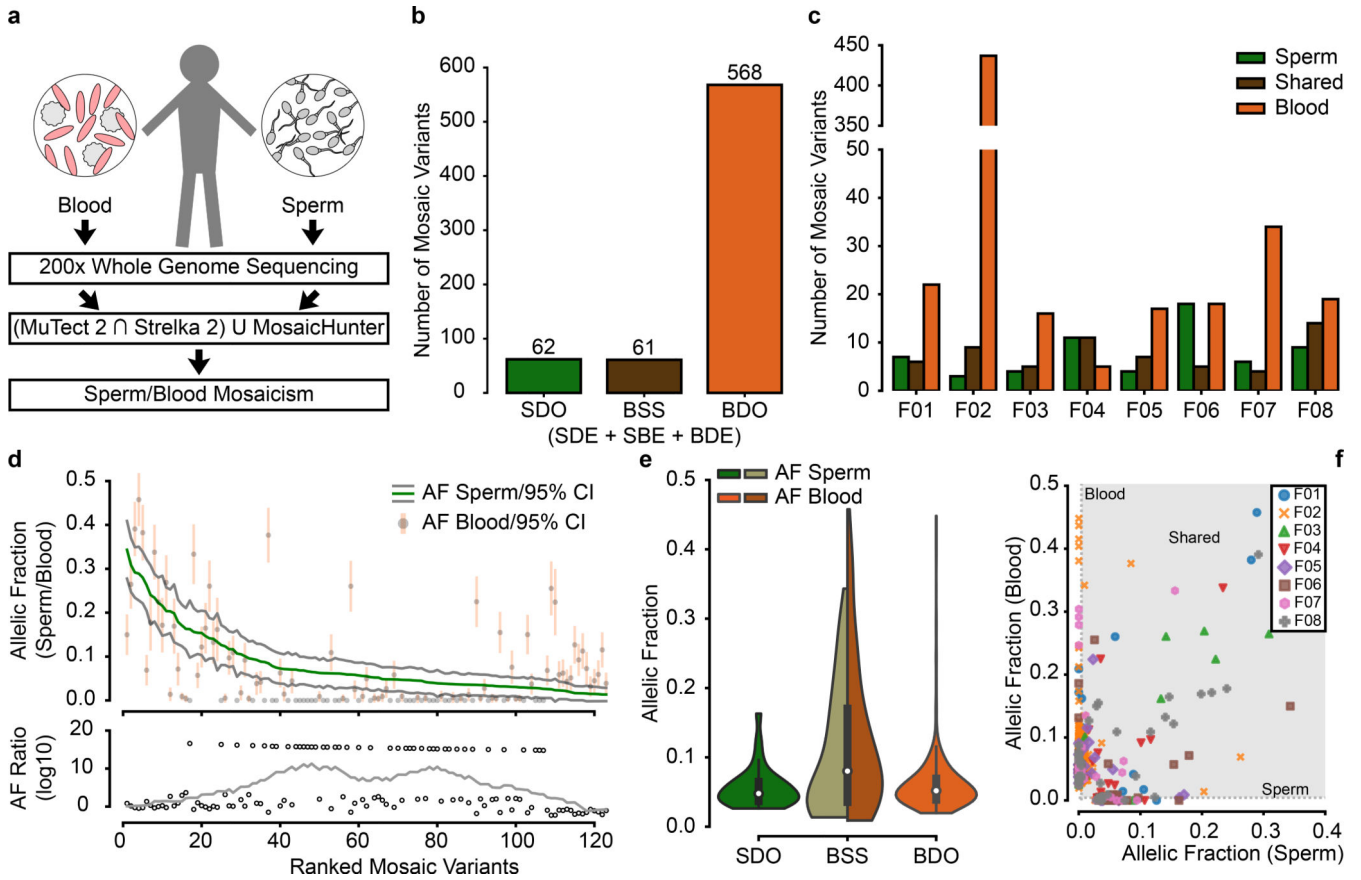 a
Blood
Sperm
200x Whole Genome Sequencing
(MuTect 2 ∩ Strelka 2) U MosaicHunter
Sperm/Blood Mosaicism
b
Number of Mosaic Variants
600
500
400
300
200
100
0
62
61
568
SDO
BSS
BDO
(SDE + SBE + BDE)
c
Number of Mosaic Variants
450
400
350
50
40
30
20
10
0
Sperm
Shared
Blood
F01
F02
F03
F04
F05
F06
F07
F08
d
Allelic Fraction
(Sperm/Blood)
0.5
0.4
0.3
0.2
0.1
0.0
AF Sperm/95% CI
AF Blood/95% CI
AF Ratio
(log10)
20
10
0
0
20
40
60
80
100
120
Ranked Mosaic Variants
e
Allelic Fraction
0.5
0.4
0.3
0.2
0.1
0.0
AF Sperm
AF Blood
SDO
BSS
BDO
f
Allelic Fraction (Blood)
0.5
0.4
0.3
0.2
0.1
0.0
Blood
Shared
Sperm
F01
F02
F03
F04
F05
F06
F07
F08
0.0
0.1
0.2
0.3
0.4
Allelic Fraction (Sperm)